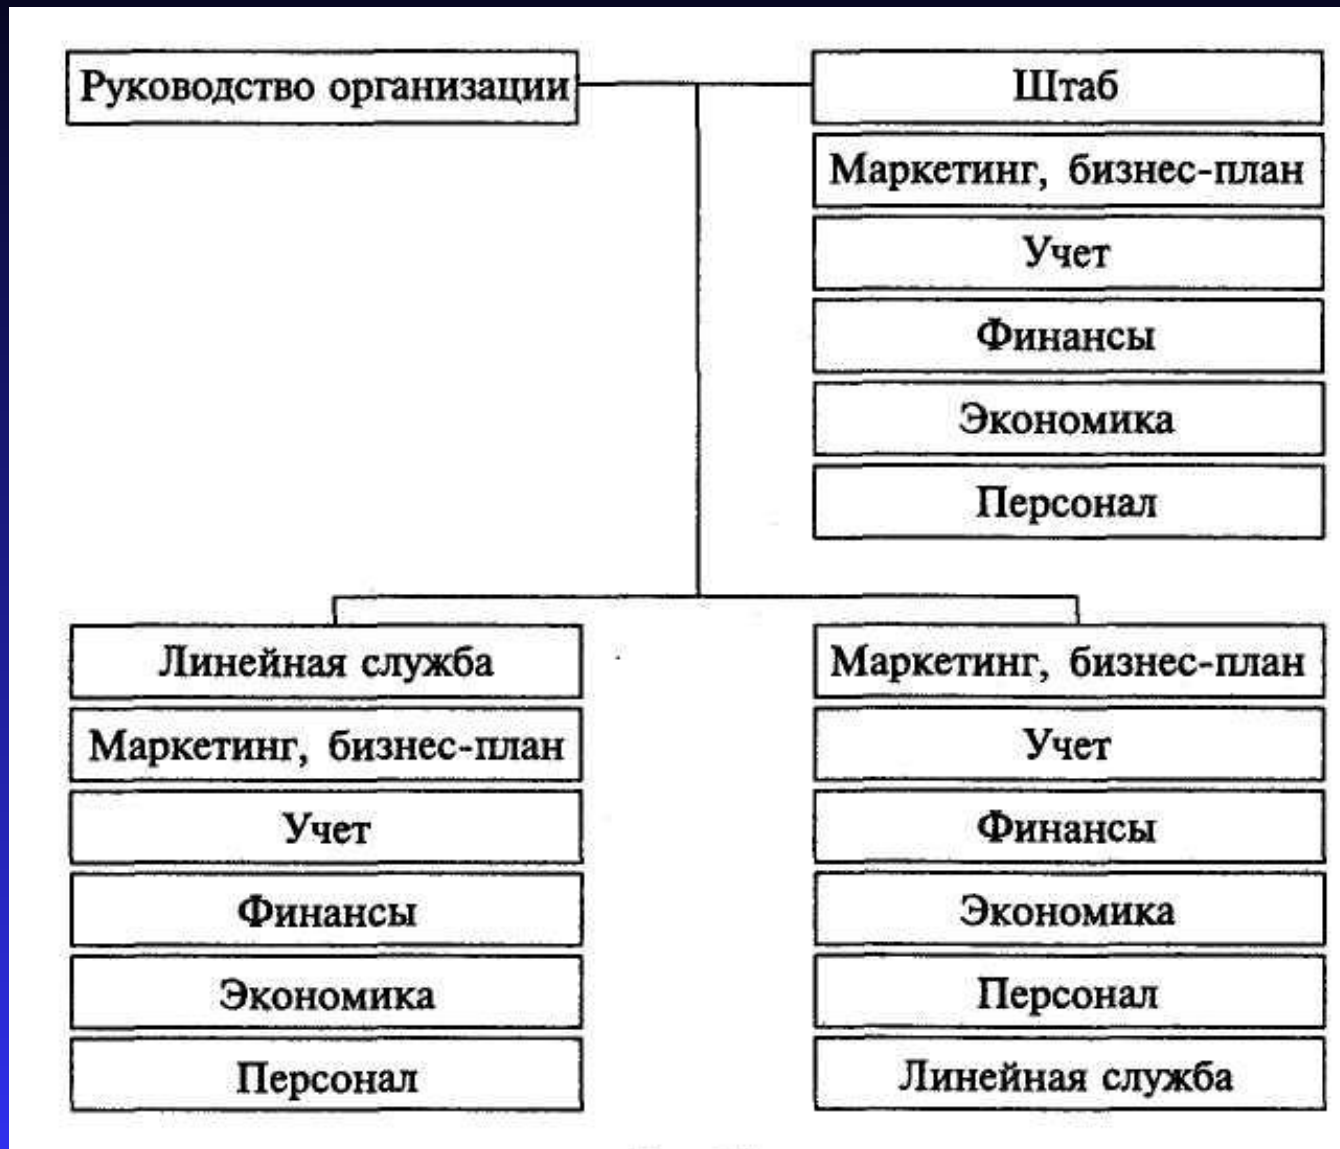 Руководство организации
Штаб
Маркетинг, бизнес-план
Учет
Финансы
Экономика
Персонал
Линейная служба
Маркетинг, бизнес-план
Учет
Финансы
Экономика
Персонал
Маркетинг, бизнес-план
Учет
Финансы
Экономика
Персонал
Линейная служба